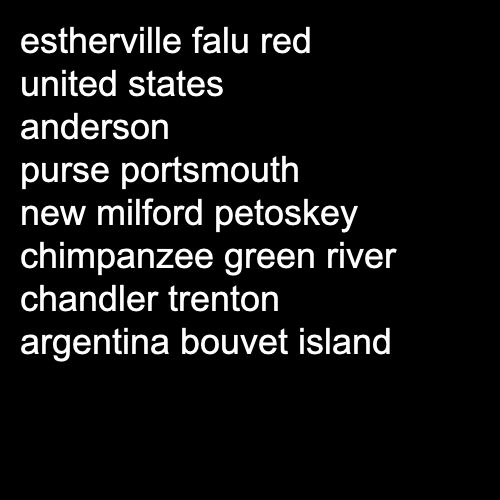 estherville falu red
united states
anderson
purse portsmouth
new milford petoskey
chimpanzee green river
chandler trenton
argentina bouvet island